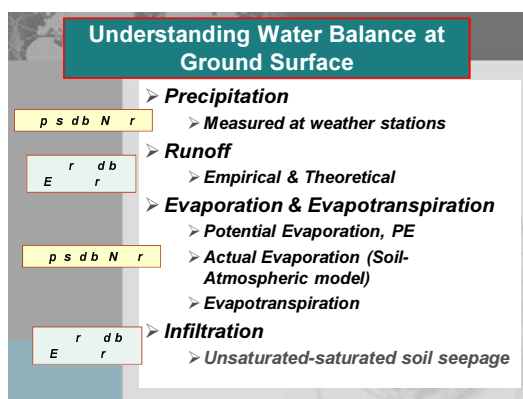 Understanding Water Balance at
Ground Surface
Precipitation
p s d b N r
Measured at weather stations
Runoff
r d b
E r
Empirical & Theoretical
Evaporation & Evapotranspiration
Potential Evaporation, PE
p s d b N r
Actual Evaporation (Soil-
Atmospheric model)
Evapotranspiration
Infiltration
r d b
E r
Unsaturated-saturated soil seepage